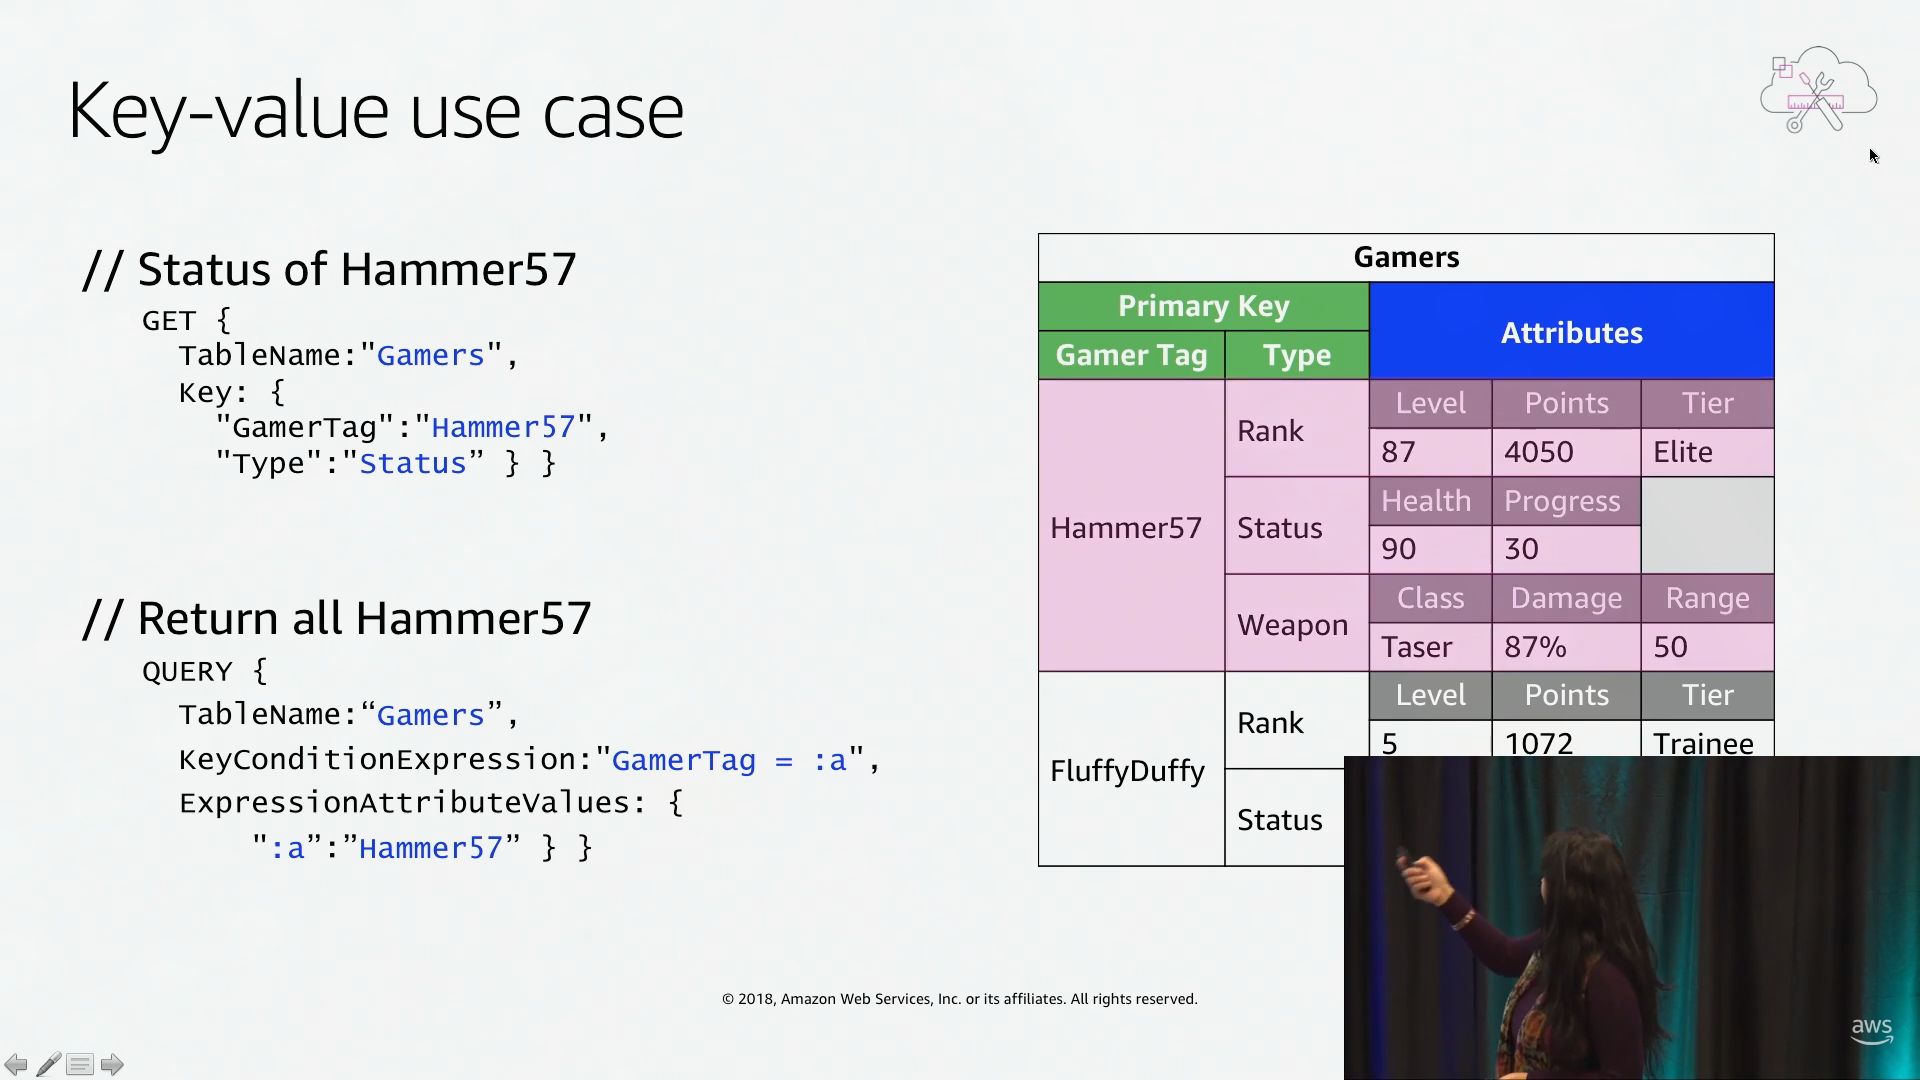 Key-value use case
// Status of Hammer57
GET {
TableName:"Gamers",
Key: {
"GamerTag":"Hammer57",
"Type":"Status” } }
// Return all Hammer57
QUERY {
TableName:“Gamers”,
KeyConditionExpression:"GamerTag = :a",
ExpressionAttributeValues: {
":a”:”Hammer57” } }
Gamers
Primary Key
Attributes
Gamer Tag Type
Hammer57
Rank
Level Points Tier
87 4050 Elite
Status
Health Progress
90 30
Weapon
Class Damage Range
Taser 87% 50
FluffyDuffy
Rank
Level Points Tier
5 1072 Trainee
Status
© 2018, Amazon Web Services, Inc. or its affiliates. All rights reserved.
aws